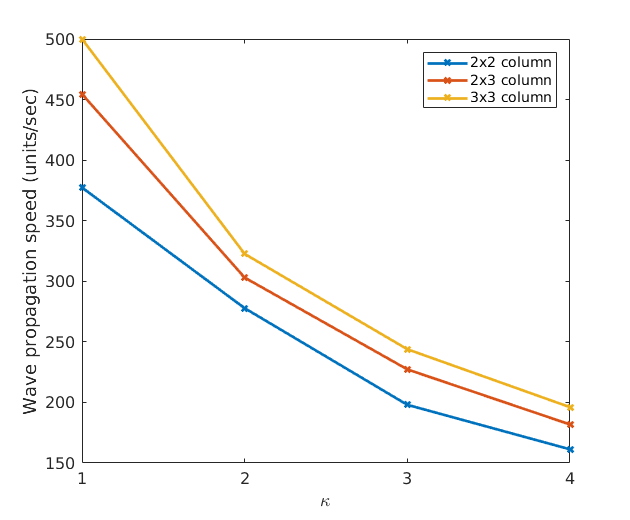 500
450
400
350
300
250
200
150
1
2
3
4
Wave propagation speed (units/sec)
κ
2x2 column
2x3 column
3x3 column